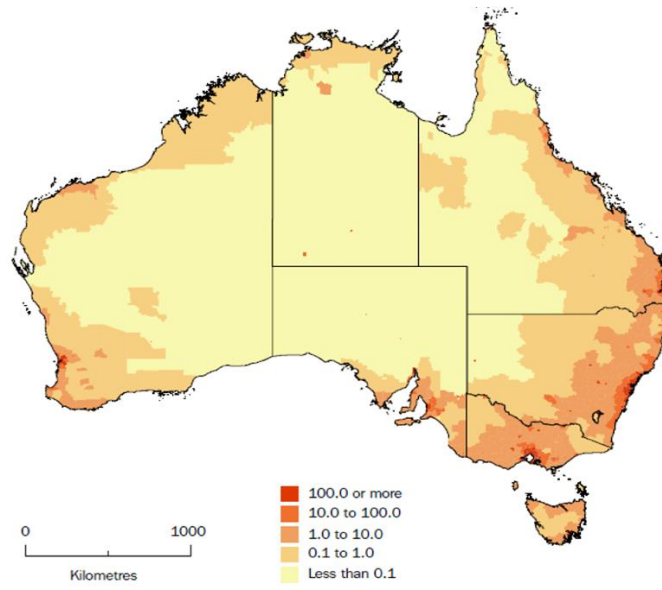 100.0 or more
10.0 to 100.0
1.0 to 10.0
0.1 to 1.0
Less than 0.1
0 1000
Kilometres